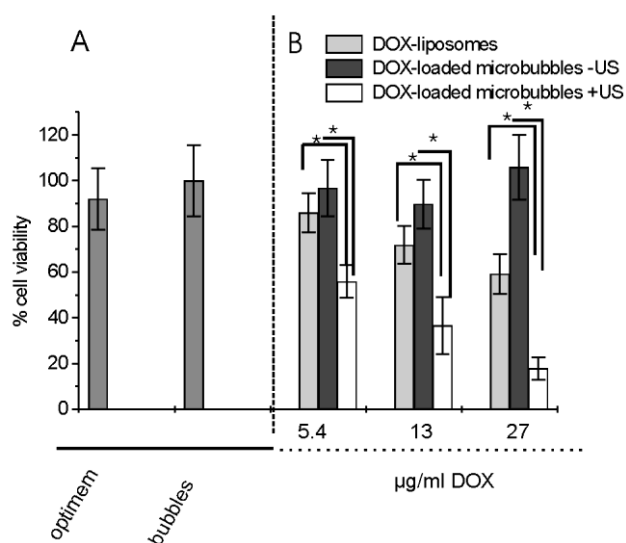 A
B
DOX-liposomes
DOX-loaded microbubbles -US
DOX-loaded microbubbles +US
* * * * * *
120
100
80
60
40
20
0
% cell viability
5.4 13 27
optimem
bubbles
µg/ml DOX